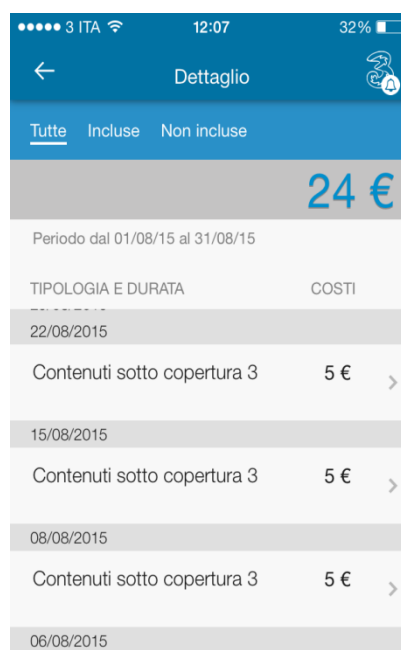 3 ITA 12:07 32%
Dettaglio
Tutte Incluse Non incluse
24 €
Periodo dal 01/08/15 al 31/08/15
TIPOLOGIA E DURATA COSTI
22/08/2015
Contenuti sotto copertura 3 5 €
15/08/2015
Contenuti sotto copertura 3 5 €
08/08/2015
Contenuti sotto copertura 3 5 €
06/08/2015